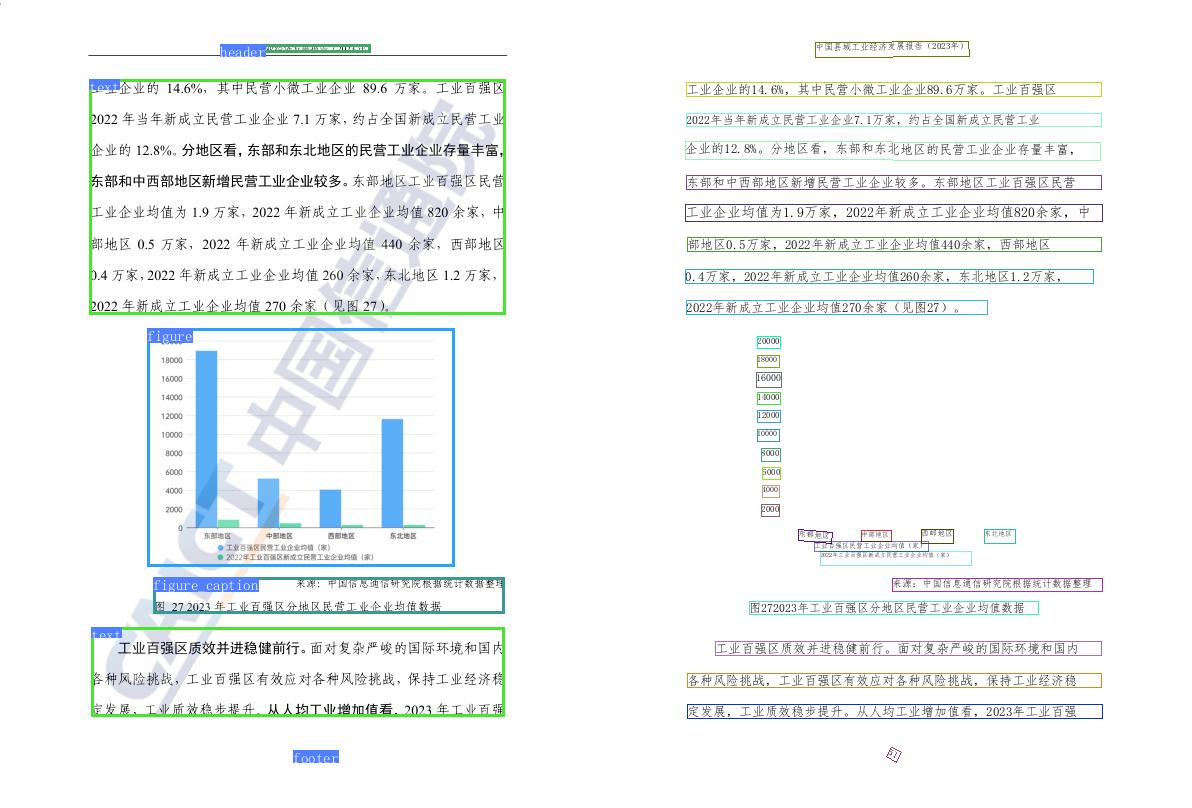 header
text
工业企业的 14.6%，其中民营小微工业企业 89.6 万家。工业百强区
2022 年当年新成立民营工业企业 7.1 万家，约占全国新成立民营工业
企业的 12.8%。分地区看，东部和东北地区的民营工业企业存量丰富，
东部和中西部地区新增民营工业企业较多。东部地区工业百强区民营
工业企业均值为 1.9 万家，2022 年新成立工业企业均值 820 余家，中
部地区 0.5 万家，2022 年新成立工业企业均值 440 余家，西部地区
0.4 万家，2022 年新成立工业企业均值 260 余家，东北地区 1.2 万家，
2022 年新成立工业企业均值 270 余家（见图 27）。
figure
18000
16000
14000
12000
10000
8000
6000
4000
2000
0
东部地区 中部地区 西部地区 东北地区
工业百强区民营工业企业均值（家）
2022年工业百强区新成立民营工业企业均值（家）
figure caption
来源：中国信息通信研究院根据统计数据整理
图 27 2023 年工业百强区分地区民营工业企业均值数据
text
工业百强区质效并进稳健前行。面对复杂严峻的国际环境和国内
各种风险挑战，工业百强区有效应对各种风险挑战，保持工业经济稳
定发展，工业质效稳步提升。从人均工业增加值看，2023 年工业百强
footer
CAICT 中国信通院
中国县域工业经济发展报告（2023年）
工业企业的14.6%，其中民营小微工业企业89.6万家。工业百强区
2022年当年新成立民营工业企业7.1万家，约占全国新成立民营工业
企业的12.8%。分地区看，东部和东北地区的民营工业企业存量丰富，
东部和中西部地区新增民营工业企业较多。东部地区工业百强区民营
工业企业均值为1.9万家，2022年新成立工业企业均值820余家，中
部地区0.5万家，2022年新成立工业企业均值440余家，西部地区
0.4万家，2022年新成立工业企业均值260余家，东北地区1.2万家，
2022年新成立工业企业均值270余家（见图27）。
20000
18000
16000
14000
12000
10000
8000
5000
4000
2000
东部地区 中部地区 西部地区 东北地区
工业百强区民营工业企业均值（家）
2022年工业百强区新成立民营工业企业均值（家）
来源：中国信息通信研究院根据统计数据整理
图272023年工业百强区分地区民营工业企业均值数据
工业百强区质效并进稳健前行。面对复杂严峻的国际环境和国内
各种风险挑战，工业百强区有效应对各种风险挑战，保持工业经济稳
定发展，工业质效稳步提升。从人均工业增加值看，2023年工业百强